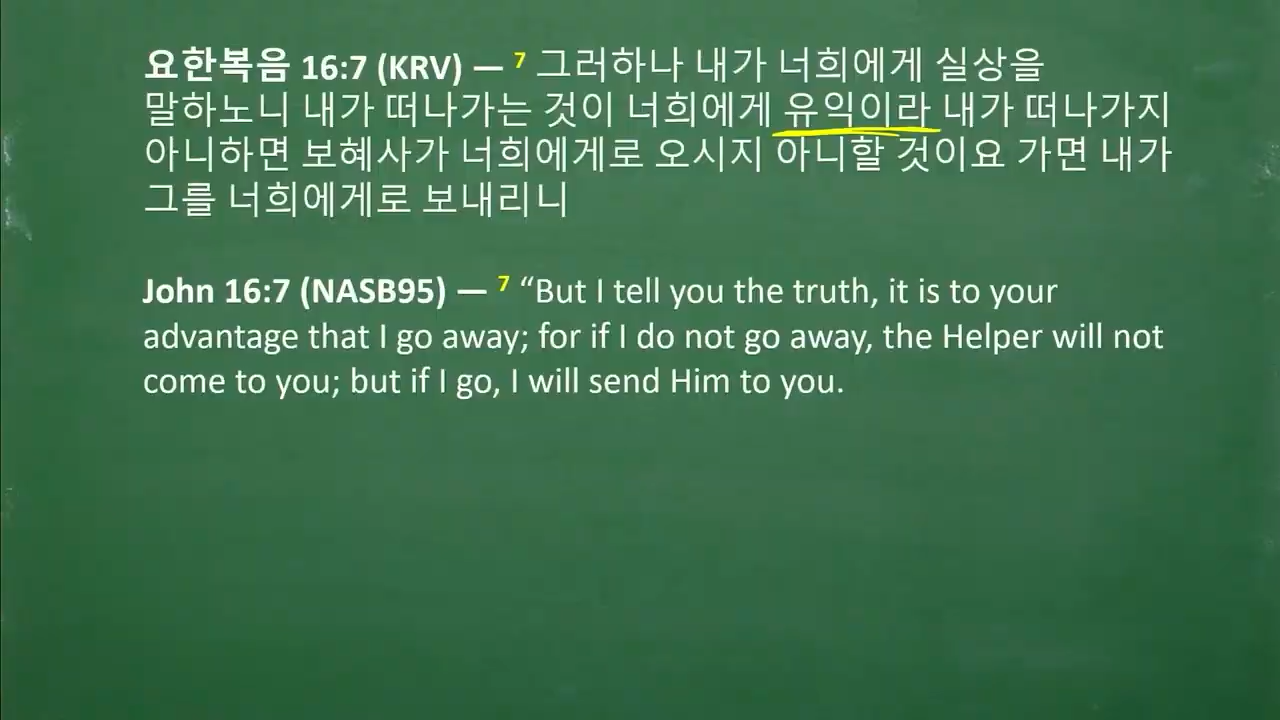 요한복음 16:7 (KRV) — 7 그러하나 내가 너희에게 실상을
말하노니 내가 떠나가는 것이 너희에게 유익이라 내가 떠나가지
아니하면 보혜사가 너희에게로 오시지 아니할 것이요 가면 내가
그를 너희에게로 보내리니
John 16:7 (NASB95) — 7 “But I tell you the truth, it is to your
advantage that I go away; for if I do not go away, the Helper will not
come to you; but if I go, I will send Him to you.